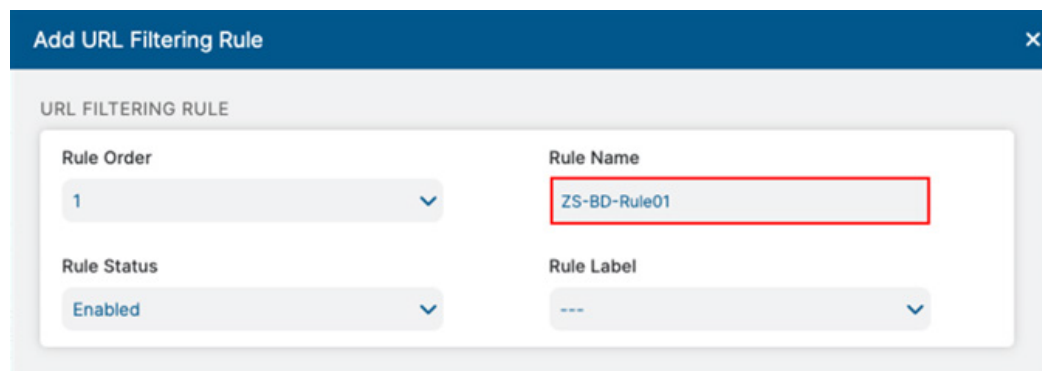 Add URL Filtering Rule ×
URL FILTERING RULE
Rule Order
Rule Name
1
ZS-BD-Rule01
Rule Status
Rule Label
Enabled
---